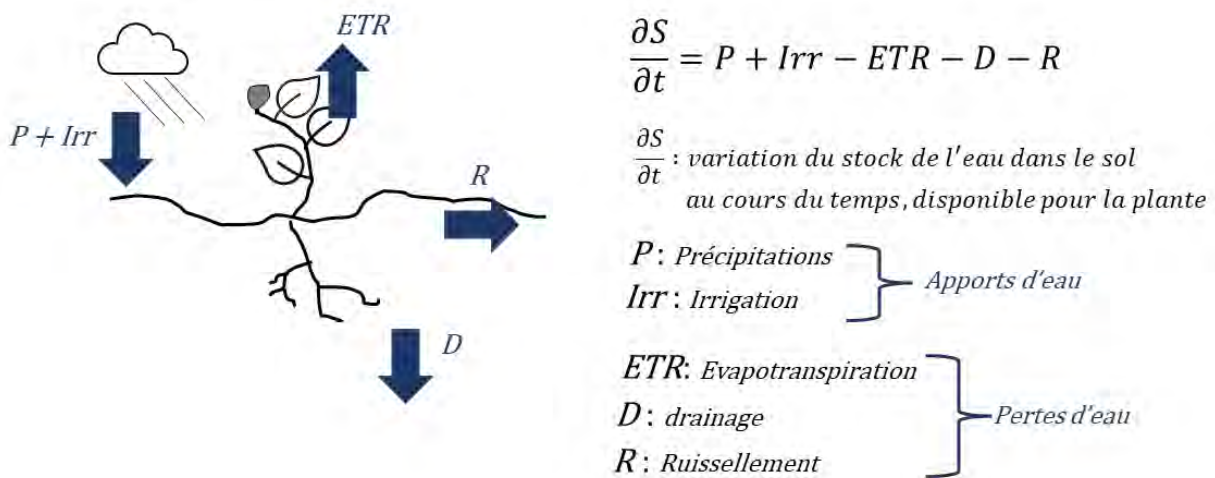 ETR
P + Irr
R
D
∂S/∂t = P + Irr − ETR − D − R
∂S/∂t : variation du stock de l'eau dans le sol
au cours du temps, disponible pour la plante
P: Précipitations
Irr: Irrigation
Apports d'eau
ETR: Evapotranspiration
D: drainage
R: Ruissellement
Pertes d'eau